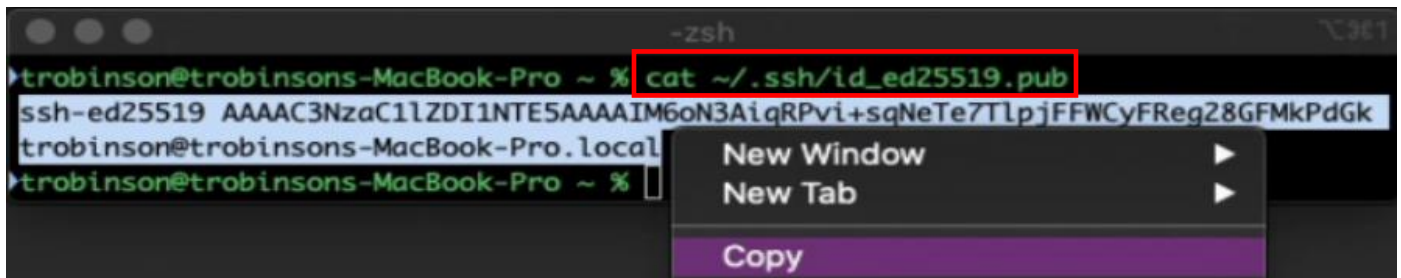 -zsh
⌥⌘1
trobinson@trobinsons-MacBook-Pro ~ % cat ~/.ssh/id_ed25519.pub
ssh-ed25519 AAAAC3NzaC1lZDI1NTE5AAAAIM6oN3AiqRPvi+sqNeTe7TlpjFFWCyFReg28GFMkPdGk
trobinson@trobinsons-MacBook-Pro.local
New Window
trobinson@trobinsons-MacBook-Pro ~ %
New Tab
Copy